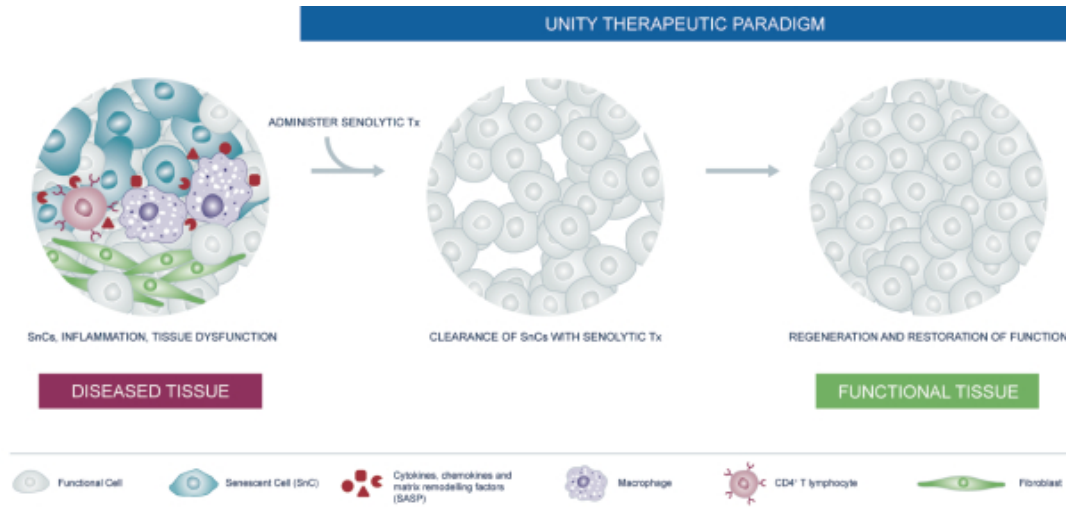 UNITY THERAPEUTIC PARADIGM
ADMINISTER SENOLYTIC Tx
SnCs, INFLAMMATION, TISSUE DYSFUNCTION
CLEARANCE OF SnCs WITH SENOLYTIC Tx
REGENERATION AND RESTORATION OF FUNCTION
DISEASED TISSUE
FUNCTIONAL TISSUE
Functional Cell
Senescent Cell (SnC)
Cytokines, chemokines and
matrix remodelling factors
(SASP)
Macrophage
CD4⁺ T lymphocyte
Fibroblast